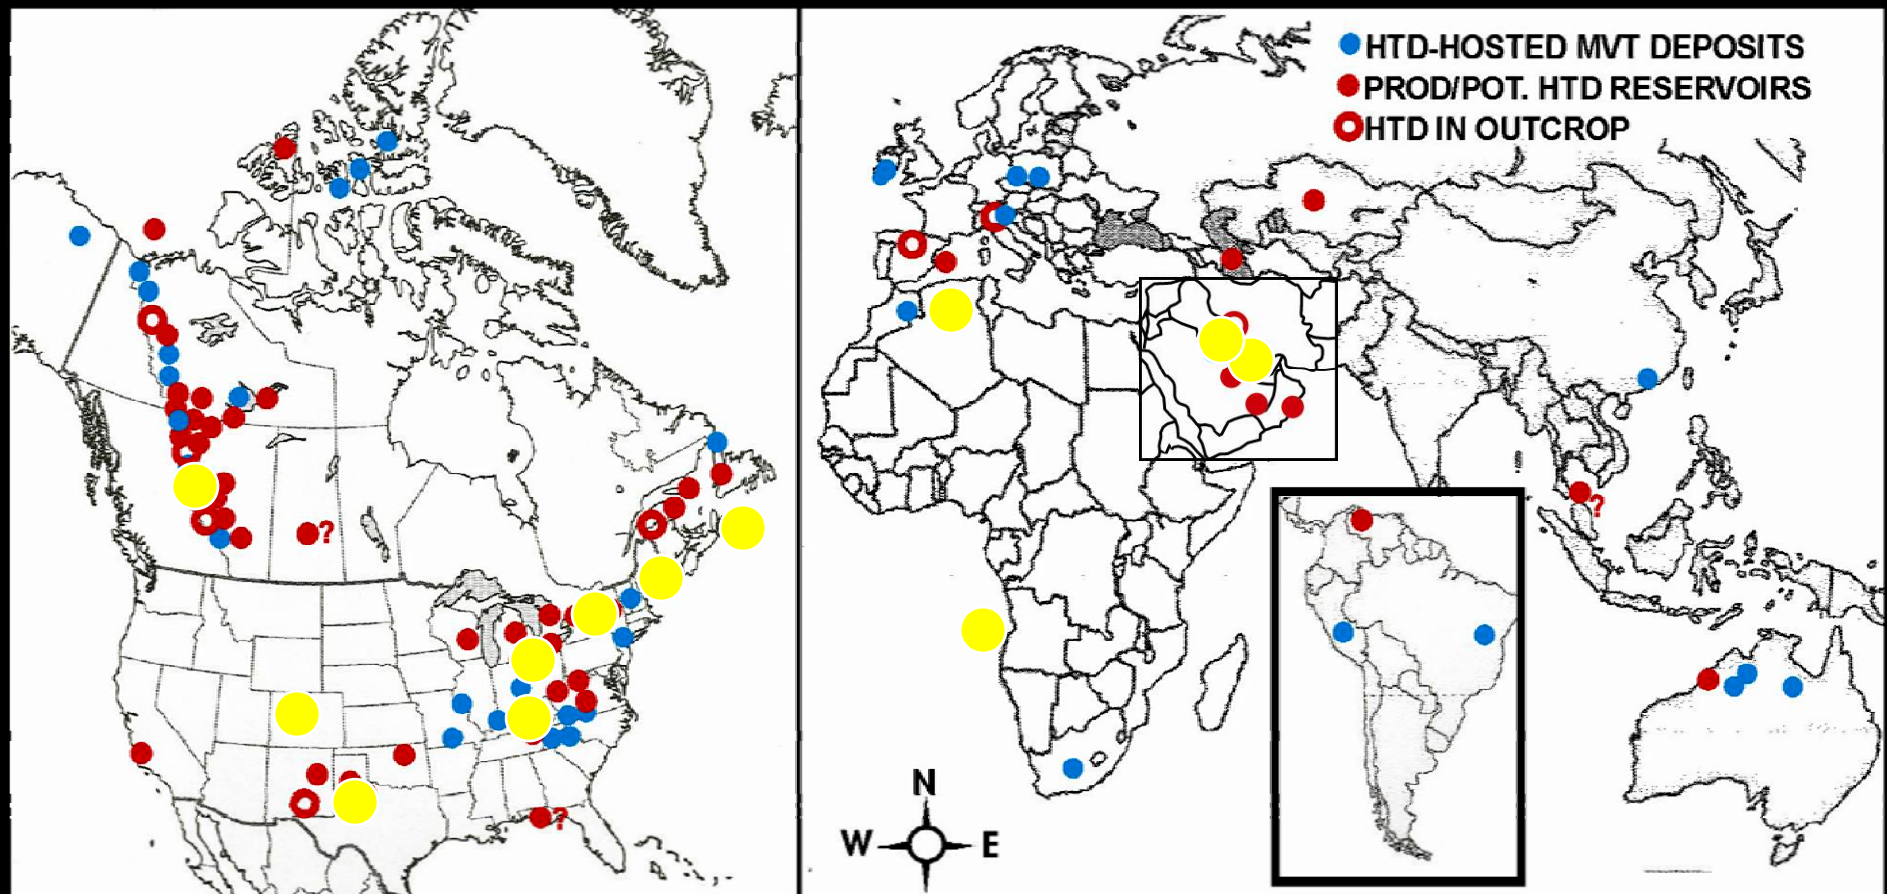 HTD-HOSTED MVT DEPOSITS
PROD/POT. HTD RESERVOIRS
HTD IN OUTCROP
?
?
?
N
W
E